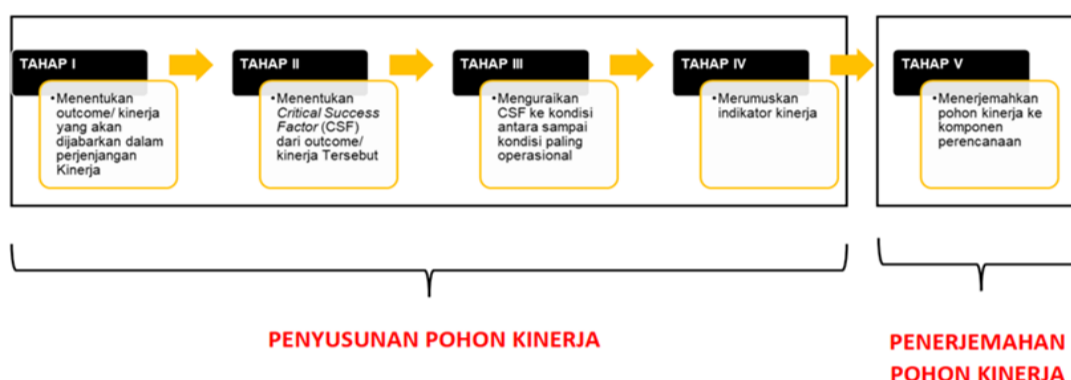 TAHAP I
•Menentukan
outcome/ kinerja
yang akan
dijabarkan dalam
perjenjangan
Kinerja
TAHAP II
•Menentukan
Critical Success
Factor (CSF)
dari outcome/
kinerja Tersebut
TAHAP III
•Menguraikan
CSF ke kondisi
antara sampai
kondisi paling
operasional
TAHAP IV
•Merumuskan
indikator kinerja
TAHAP V
•Menerjemahkan
pohon kinerja ke
komponen
perencanaan
PENYUSUNAN POHON KINERJA
PENERJEMAHAN
POHON KINERJA